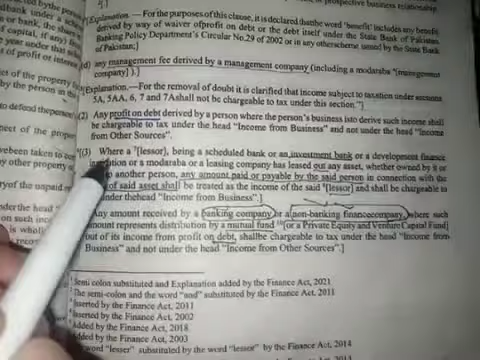 prospective business relationship.
[Explanation.—For the purposes of this clause, it is declared that the word 'benefit' includes any benefit
derived by way of waiver of profit on debt or the debt itself under the State Bank of Pakistan,
Banking Policy Department's Circular No.29 of 2002 or in any other scheme issued by the State Bank
of Pakistan;]
(d) any management fee derived by a management company (including a modaraba [management
company] ).]
Explanation.—For the removal of doubt it is clarified that income subject to taxation under sections
5A, 5AA, 6, 7 and 7A shall not be chargeable to tax under this section."]
(2) Any profit on debt derived by a person where the person's business is to derive such income shall
be chargeable to tax under the head "Income from Business" and not under the head "Income
from Other Sources".
[(3) Where a [lessor], being a scheduled bank or an investment bank or a development finance
or a modaraba or a leasing company has leased out any asset, whether owned by it or
to another person, any amount paid or payable by the said person in connection with the
of said asset shall be treated as the income of the said [lessor] and shall be chargeable to
under the head "Income from Business".]
Any amount received by a banking company or a non-banking finance company, where such
amount represents distribution by a mutual fund [or a Private Equity and Venture Capital Fund]
out of its income from profit on debt, shall be chargeable to tax under the head "Income from
Business" and not under the head "Income from Other Sources".]
Semi colon substituted and Explanation added by the Finance Act, 2021
The semi-colon and the word "and" substituted by the Finance Act, 2011
Inserted by the Finance Act, 2011
Inserted by the Finance Act, 2002
Added by the Finance Act, 2018
Added by the Finance Act, 2003
word "lesser" substituted by the word "lessor" by the Finance Act, 2014